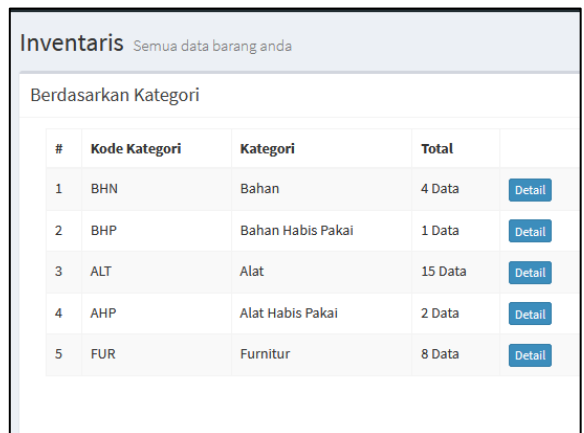 Inventaris Semua data barang anda
Berdasarkan Kategori
# Kode Kategori Kategori Total
1 BHN Bahan 4 Data Detail
2 BHP Bahan Habis Pakai 1 Data Detail
3 ALT Alat 15 Data Detail
4 AHP Alat Habis Pakai 2 Data Detail
5 FUR Furnitur 8 Data Detail